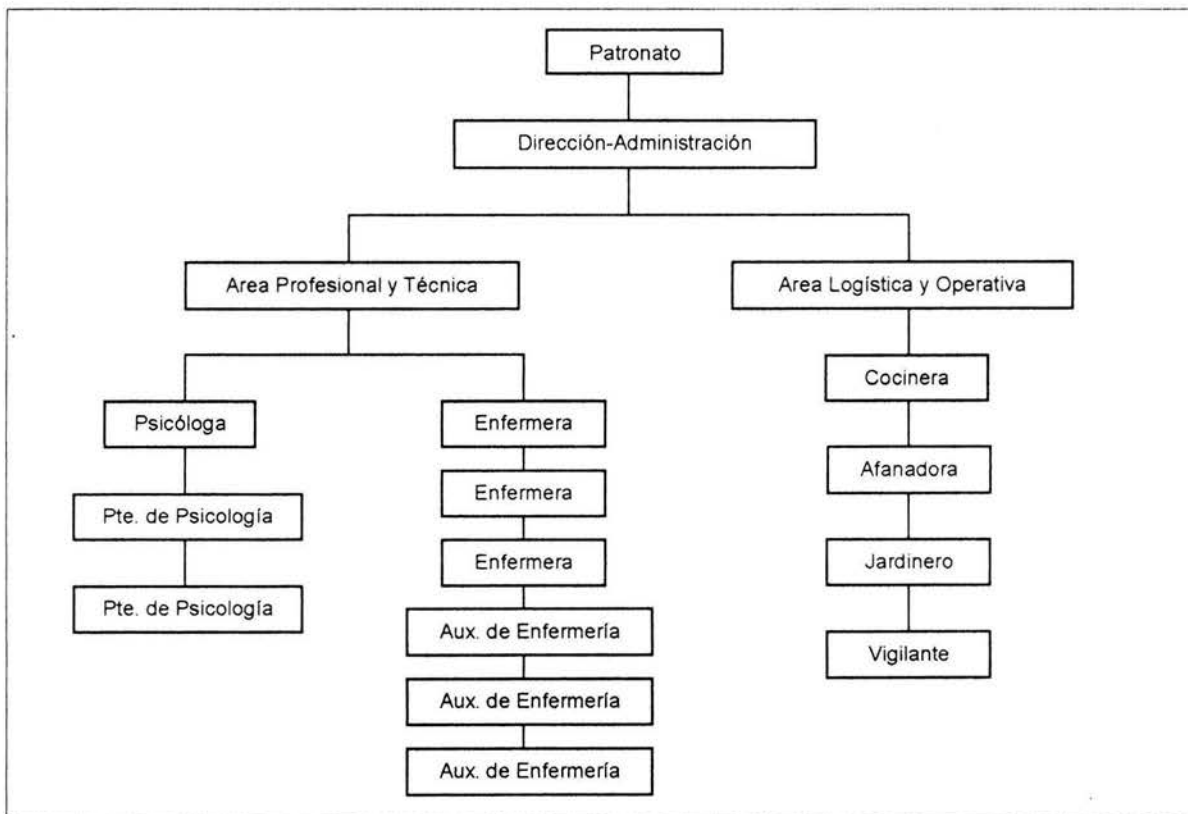 Patronato
Dirección-Administración
Area Profesional y Técnica
Area Logística y Operativa
Psicóloga
Pte. de Psicología
Pte. de Psicología
Enfermera
Enfermera
Enfermera
Aux. de Enfermería
Aux. de Enfermería
Aux. de Enfermería
Cocinera
Afanadora
Jardinero
Vigilante